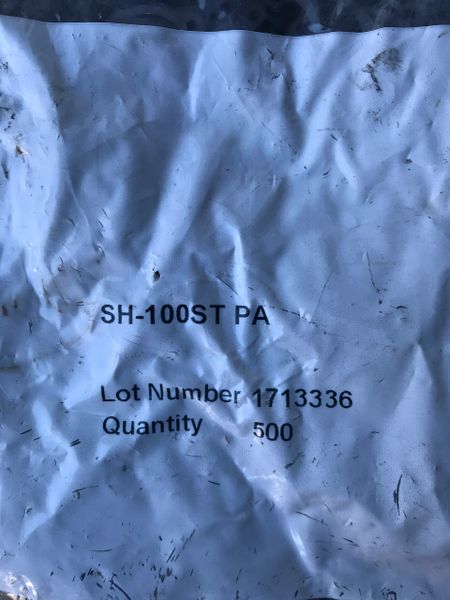 SH-100ST PA
Lot Number 1713336
Quantity 500